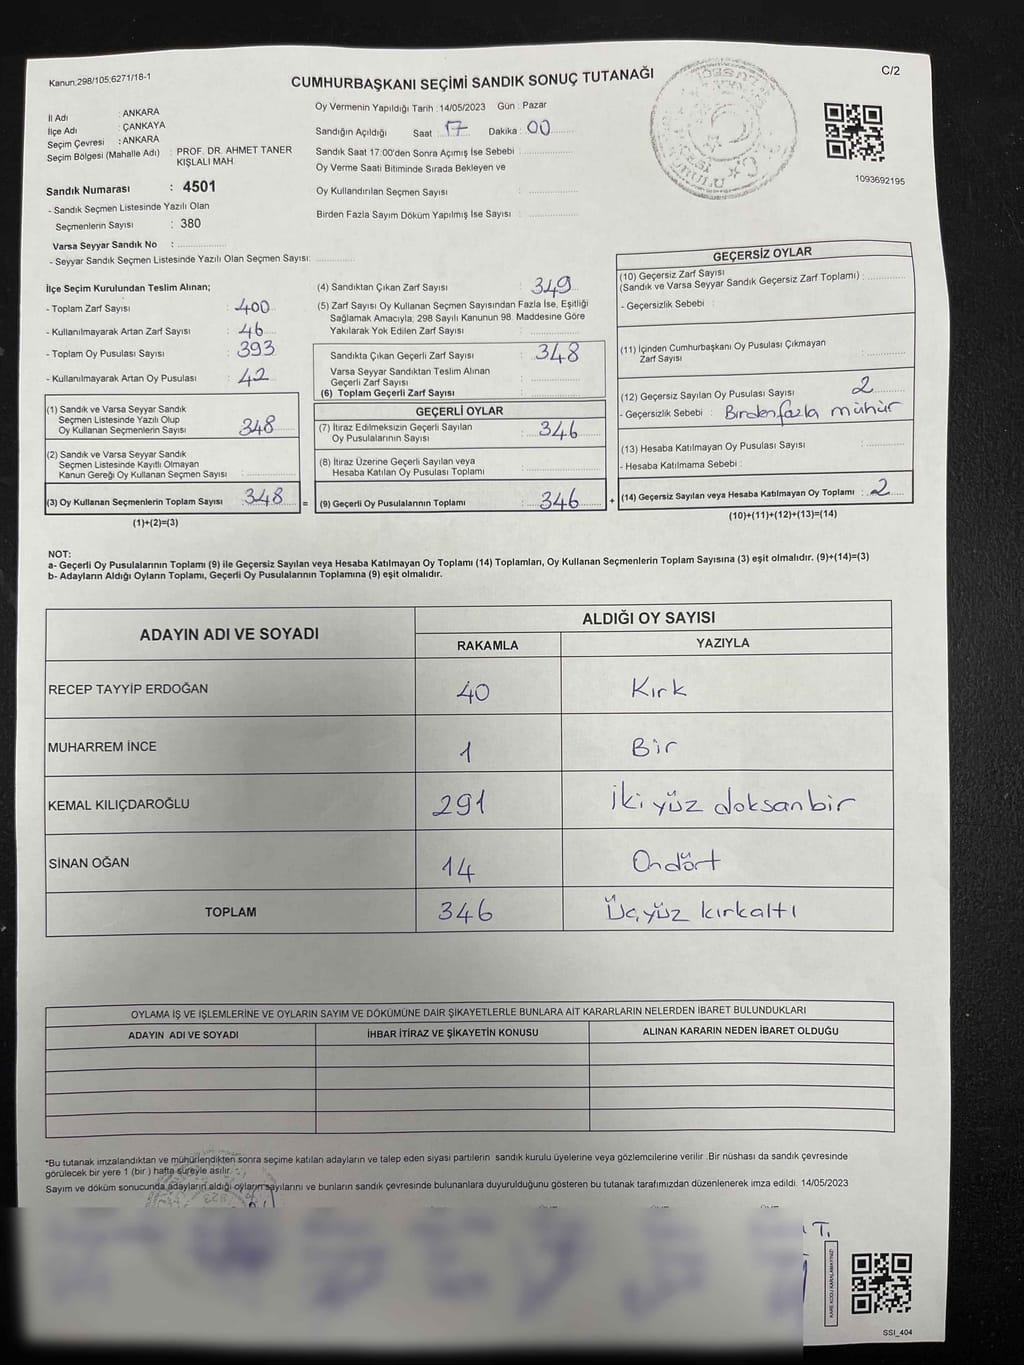 Kanun,298/105;6271/18-1
CUMHURBAŞKANI SEÇİMİ SANDIK SONUÇ TUTANAĞI
C/2
İl Adı : ANKARA
İlçe Adı : ÇANKAYA
Seçim Çevresi : ANKARA
Seçim Bölgesi (Mahalle Adı) : PROF. DR. AHMET TANER
KIŞLALI MAH.
Sandık Numarası : 4501
- Sandık Seçmen Listesinde Yazılı Olan
Seçmenlerin Sayısı : 380
Varsa Seyyar Sandık No :
- Seyyar Sandık Seçmen Listesinde Yazılı Olan Seçmen Sayısı:
Oy Vermenin Yapıldığı Tarih : 14/05/2023 Gün : Pazar
Sandığın Açıldığı Saat : 17 Dakika : 00
Sandık Saat 17:00'den Sonra Açımış İse Sebebi :
Oy Verme Saati Bitiminde Sırada Bekleyen ve
Oy Kullandırılan Seçmen Sayısı :
Birden Fazla Sayım Döküm Yapılmış İse Sayısı :
1093692195
İlçe Seçim Kurulundan Teslim Alınan;
- Toplam Zarf Sayısı : 400
- Kullanılmayarak Artan Zarf Sayısı : 46
- Toplam Oy Pusulası Sayısı : 393
- Kullanılmayarak Artan Oy Pusulası : 42
(1) Sandık ve Varsa Seyyar Sandık
Seçmen Listesinde Yazılı Olup
Oy Kullanan Seçmenlerin Sayısı : 348
(2) Sandık ve Varsa Seyyar Sandık
Seçmen Listesinde Kayıtlı Olmayan
Kanun Gereği Oy Kullanan Seçmen Sayısı :
(3) Oy Kullanan Seçmenlerin Toplam Sayısı : 348
(1)+(2)=(3)
=
(4) Sandıktan Çıkan Zarf Sayısı : 349
(5) Zarf Sayısı Oy Kullanan Seçmen Sayısından Fazla İse, Eşitliği
Sağlamak Amacıyla; 298 Sayılı Kanunun 98. Maddesine Göre
Yakılarak Yok Edilen Zarf Sayısı :
Sandıkta Çıkan Geçerli Zarf Sayısı : 348
Varsa Seyyar Sandıktan Teslim Alınan
Geçerli Zarf Sayısı :
(6) Toplam Geçerli Zarf Sayısı :
GEÇERLİ OYLAR
(7) İtiraz Edilmeksizin Geçerli Sayılan
Oy Pusulalarının Sayısı : 346
(8) İtiraz Üzerine Geçerli Sayılan veya
Hesaba Katılan Oy Pusulası Toplamı :
(9) Geçerli Oy Pusulalarının Toplamı : 346
+
GEÇERSİZ OYLAR
(10) Geçersiz Zarf Sayısı
(Sandık ve Varsa Seyyar Sandık Geçersiz Zarf Toplamı) :
- Geçersizlik Sebebi :
(11) İçinden Cumhurbaşkanı Oy Pusulası Çıkmayan
Zarf Sayısı :
(12) Geçersiz Sayılan Oy Pusulası Sayısı : 2
- Geçersizlik Sebebi : Birdenfazla mühür
(13) Hesaba Katılmayan Oy Pusulası Sayısı :
- Hesaba Katılmama Sebebi :
(14) Geçersiz Sayılan veya Hesaba Katılmayan Oy Toplamı : 2
(10)+(11)+(12)+(13)=(14)
NOT:
a- Geçerli Oy Pusulalarının Toplamı (9) ile Geçersiz Sayılan veya Hesaba Katılmayan Oy Toplamı (14) Toplamları, Oy Kullanan Seçmenlerin Toplam Sayısına (3) eşit olmalıdır. (9)+(14)=(3)
b- Adayların Aldığı Oyların Toplamı, Geçerli Oy Pusulalarının Toplamına (9) eşit olmalıdır.
ADAYIN ADI VE SOYADI
ALDIĞI OY SAYISI
RAKAMLA YAZIYLA
RECEP TAYYİP ERDOĞAN 40 Kırk
MUHARREM İNCE 1 Bir
KEMAL KILIÇDAROĞLU 291 İki yüz doksanbir
SİNAN OĞAN 14 Ondört
TOPLAM 346 Üçyüz kırkaltı
OYLAMA İŞ VE İŞLEMLERİNE VE OYLARIN SAYIM VE DÖKÜMÜNE DAİR ŞİKAYETLERLE BUNLARA AİT KARARLARIN NELERDEN İBARET BULUNDUKLARI
ADAYIN ADI VE SOYADI İHBAR İTİRAZ VE ŞİKAYETİN KONUSU ALINAN KARARIN NEDEN İBARET OLDUĞU
*Bu tutanak imzalandıktan ve mühürlendikten sonra seçime katılan adayların ve talep eden siyasi partilerin sandık kurulu üyelerine veya gözlemcilerine verilir .Bir nüshası da sandık çevresinde
görülecek bir yere 1 (bir ) hafta süreyle asılır.
Sayım ve döküm sonucunda adayların aldığı oyların sayılarını ve bunların sandık çevresinde bulunanlara duyurulduğunu gösteren bu tutanak tarafımızdan düzenlenerek imza edildi. 14/05/2023
T.
KARE KODU KARALAMAYINIZ!
SSI_404